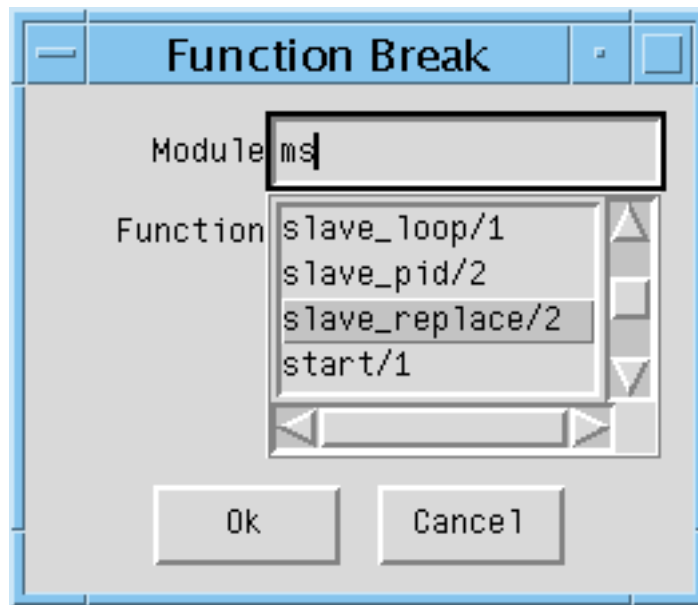 Function Break
Module ms
Function
slave_loop/1
slave_pid/2
slave_replace/2
start/1
Ok Cancel